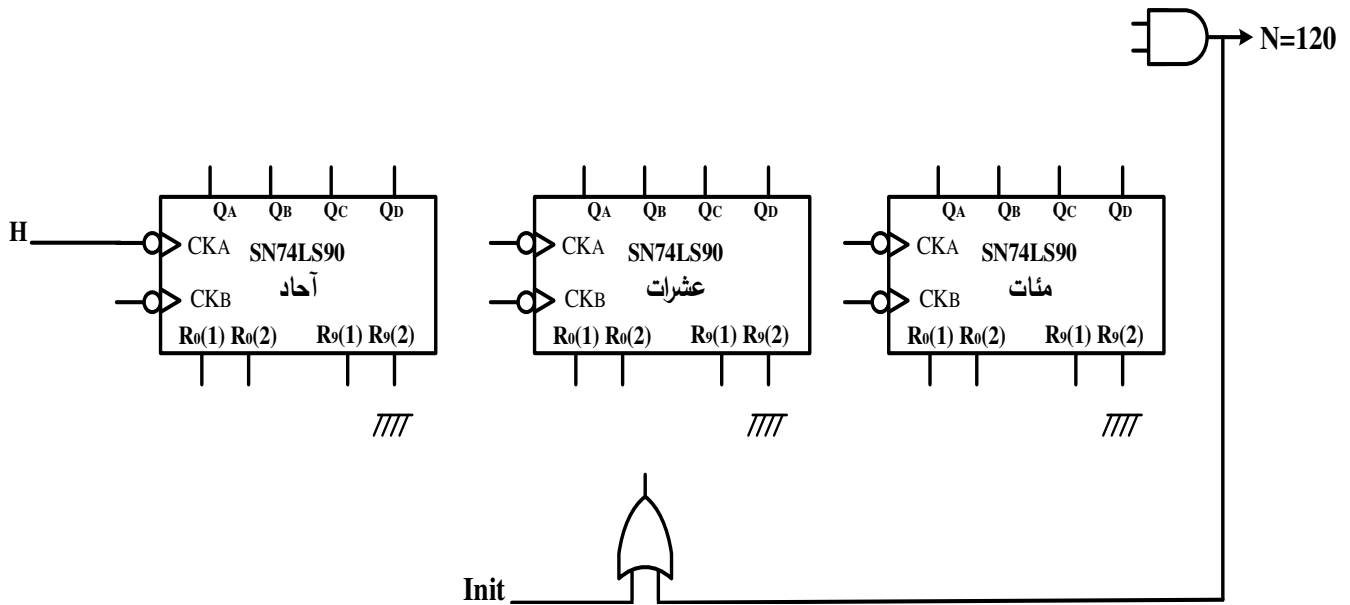 N=120
QA QB QC QD
H
CKA
SN74LS90
آحاد
CKB
R0(1) R0(2) R9(1) R9(2)
QA QB QC QD
CKA
SN74LS90
عشرات
CKB
R0(1) R0(2) R9(1) R9(2)
QA QB QC QD
CKA
SN74LS90
مئات
CKB
R0(1) R0(2) R9(1) R9(2)
Init